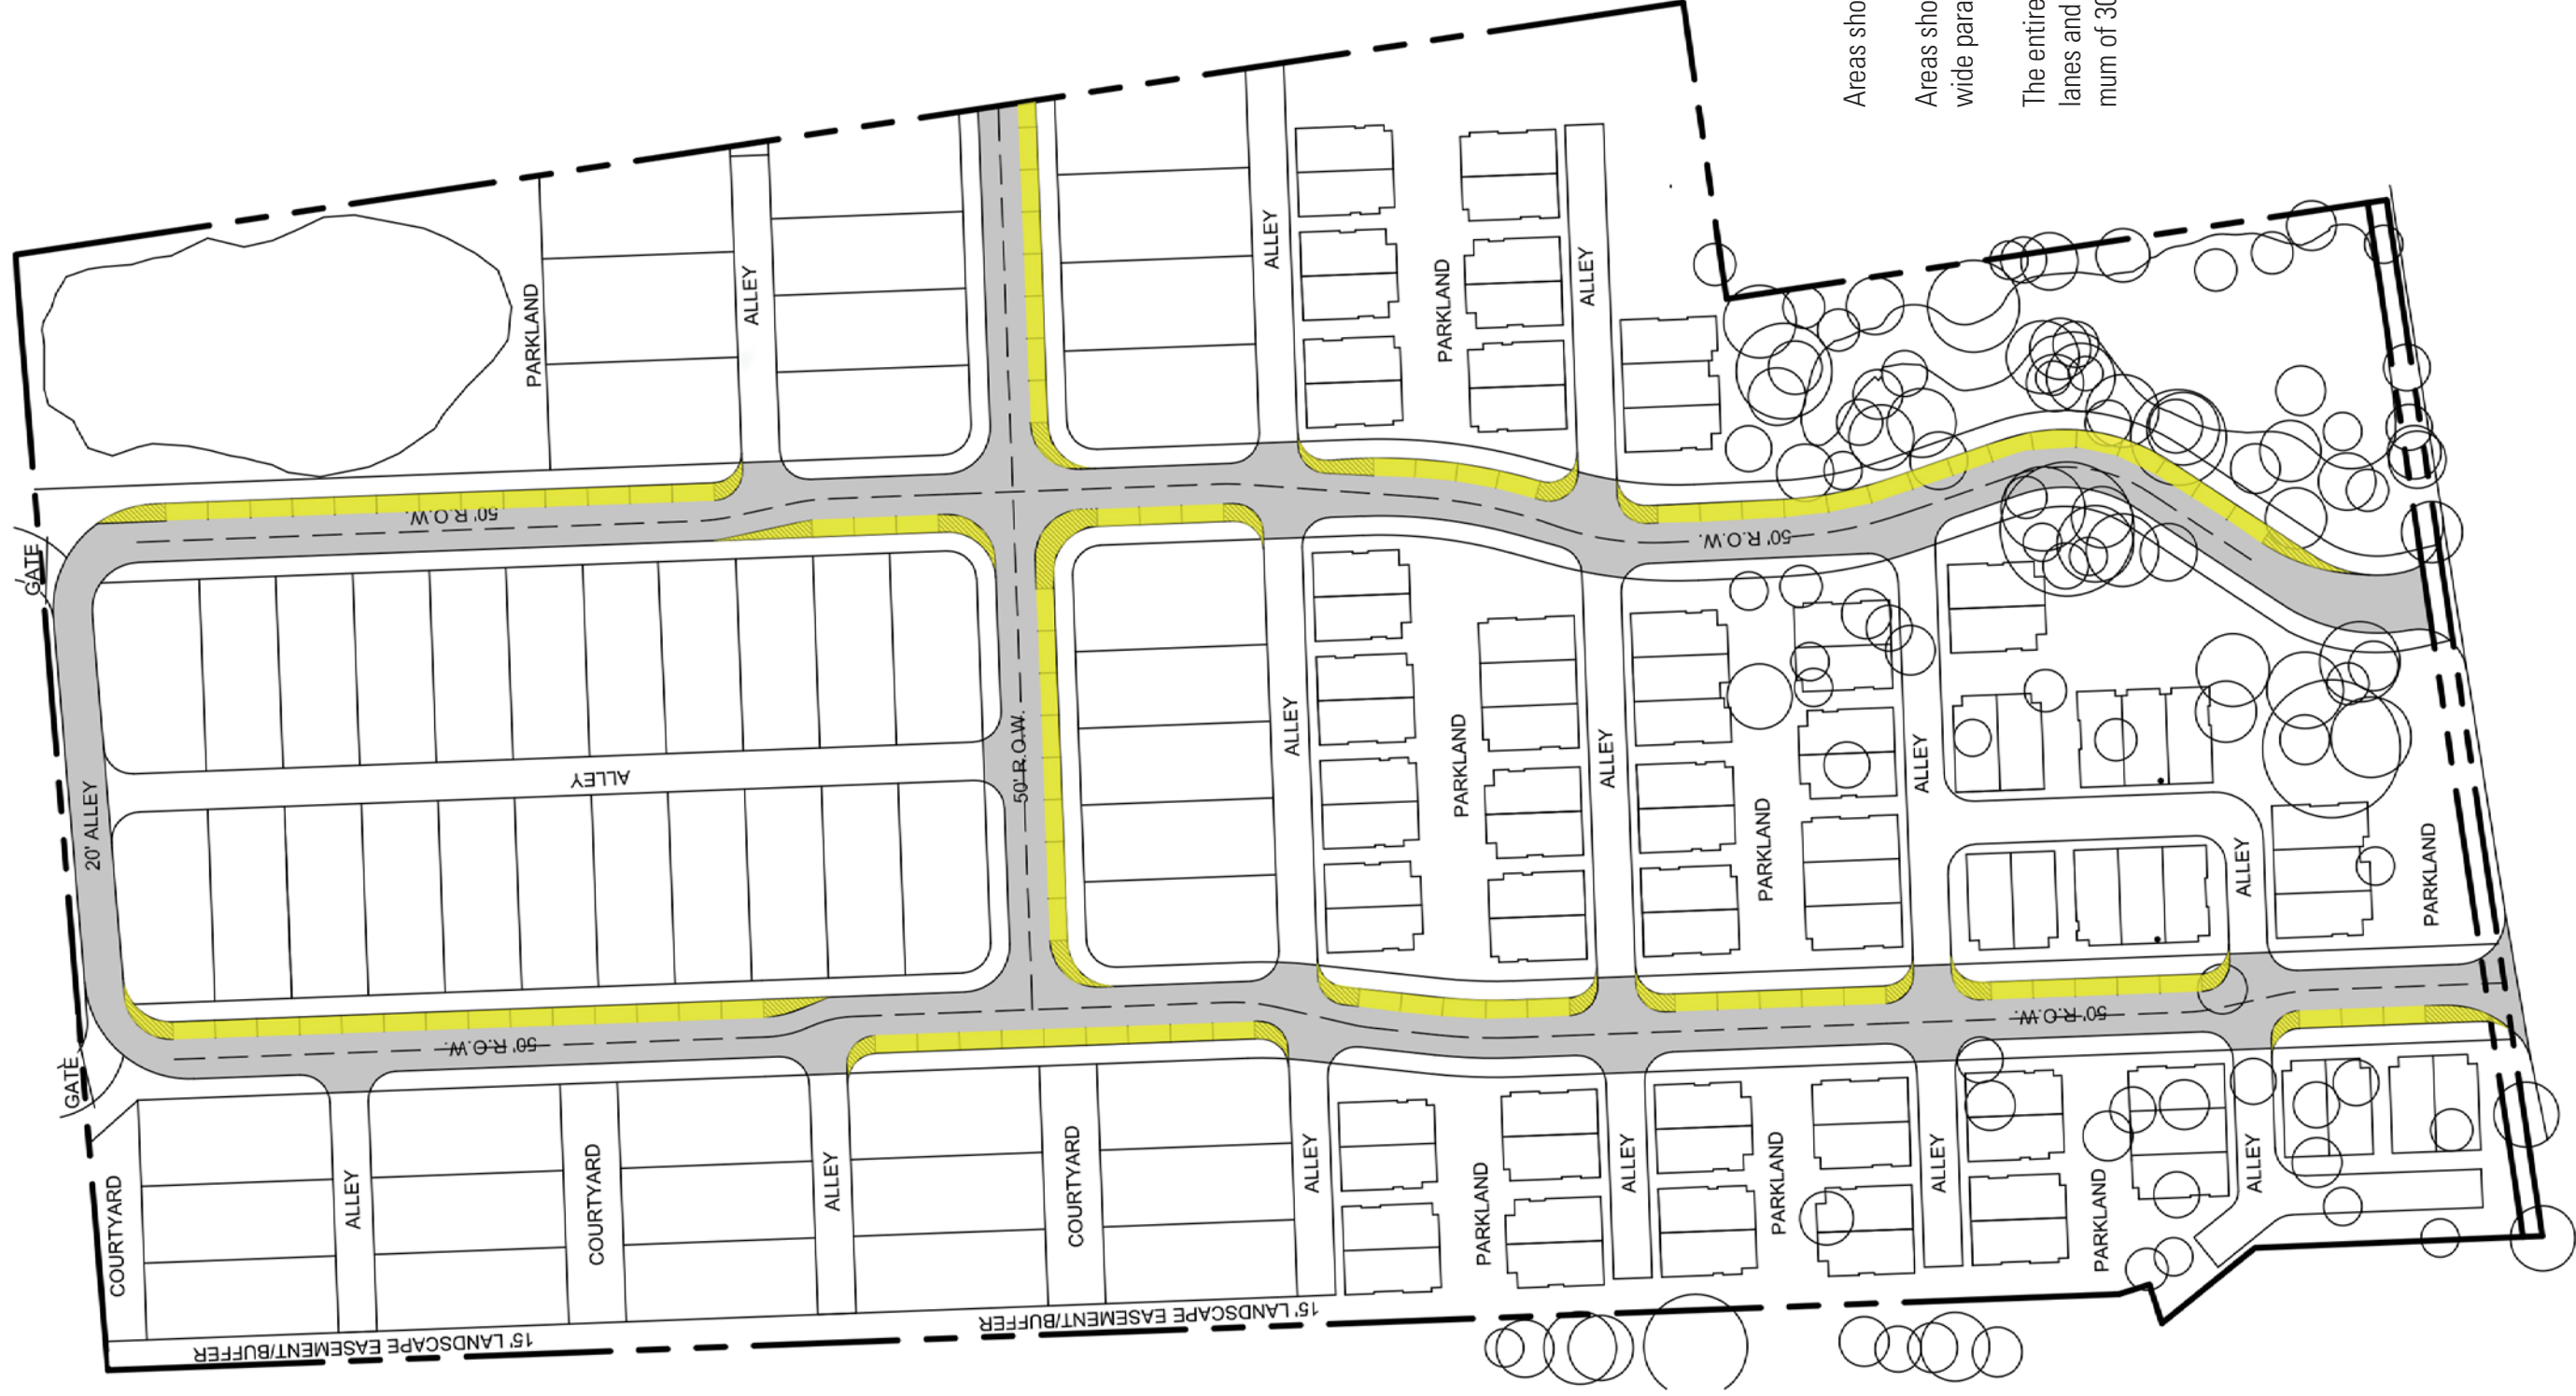 Areas sho
Areas sho
wide para
The entire
lanes and
mum of 30
PARKLAND
ALLEY
ALLEY
PARKLAND
ALLEY
50' R.O.W.
50' R.O.W.
GATE
ALLEY
50' R.O.W.
20' ALLEY
ALLEY
PARKLAND
ALLEY
PARKLAND
ALLEY
ALLEY
PARKLAND
50' R.O.W.
50' R.O.W.
GATE
COURTYARD
ALLEY
COURTYARD
ALLEY
COURTYARD
ALLEY
PARKLAND
ALLEY
PARKLAND
ALLEY
PARKLAND
ALLEY
15' LANDSCAPE EASEMENT/BUFFER
15' LANDSCAPE EASEMENT/BUFFER